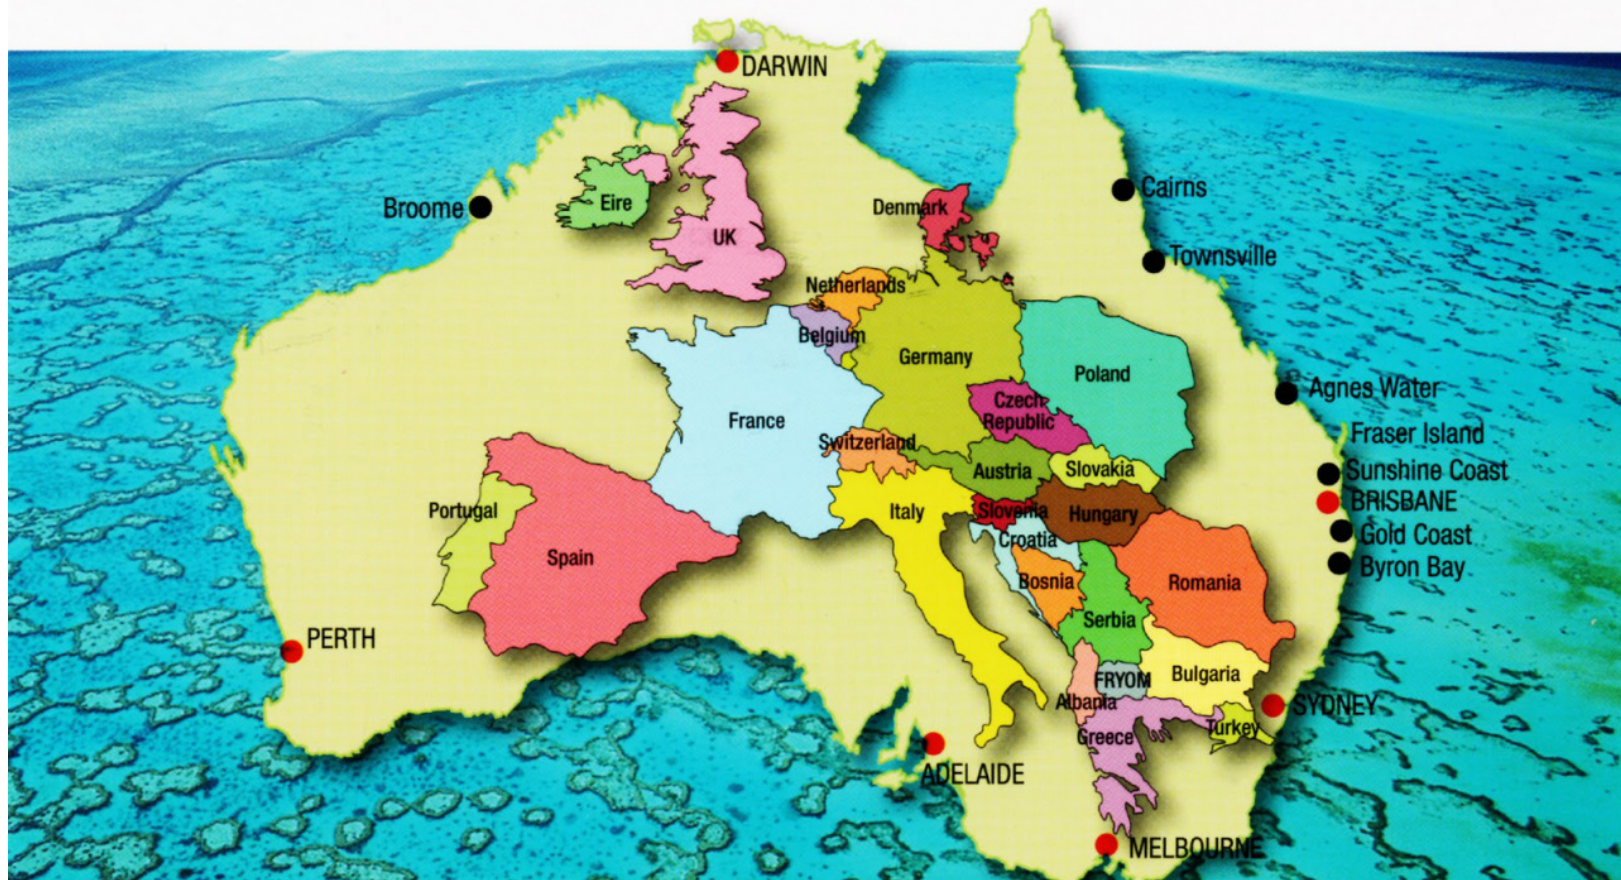 DARWIN
Cairns
Broome
Eire
Denmark
UK
Townsville
Netherlands
Belgium
Germany
Poland
Agnes Water
Czech
Republic
France
Fraser Island
Switzerland
Austria
Slovakia
Sunshine Coast
BRISBANE
Portugal
Italy
Slovenia
Hungary
Gold Coast
Croatia
Spain
Byron Bay
Bosnia
Romania
Serbia
PERTH
Bulgaria
FRYOM
Albania
SYDNEY
Turkey
Greece
ADELAIDE
MELBOURNE